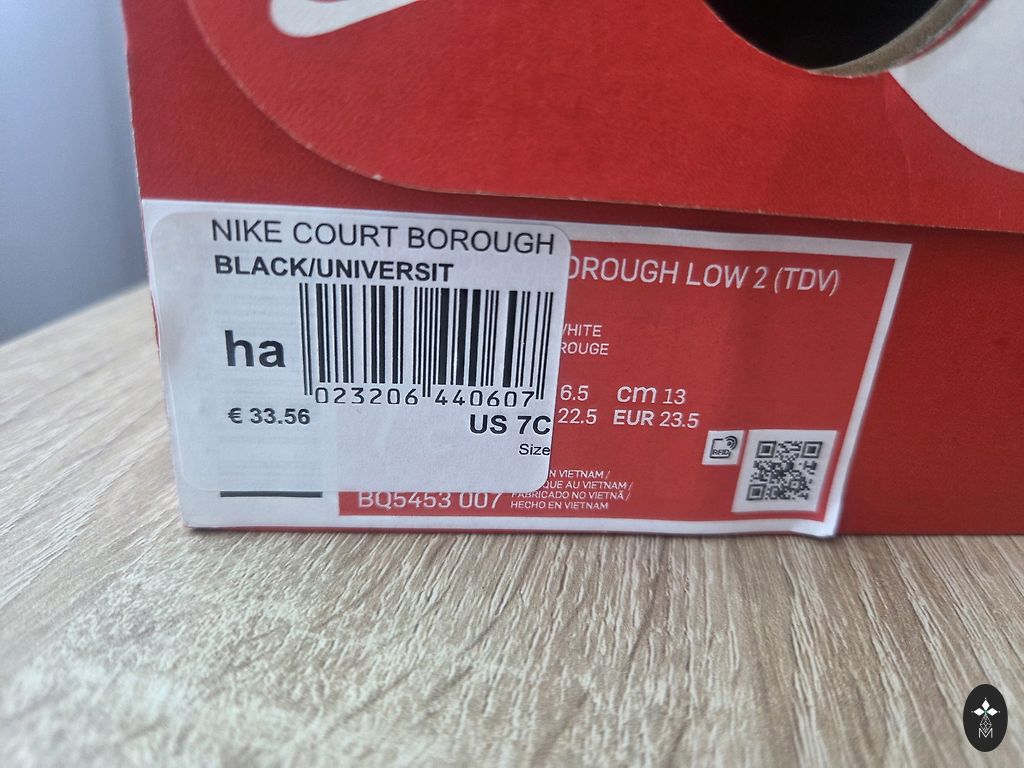 NIKE COURT BOROUGH
BLACK/UNIVERSIT
ha
023206 440607
€ 33.56
US 7C
Size
OROUGH LOW 2 (TDV)
WHITE
ROUGE
6.5 cm 13
22.5 EUR 23.5
RFID
N VIETNAM /
QUE AU VIETNAM /
FABRICADO NO VIETNÃ /
HECHO EN VIETNAM
BQ5453 007
M